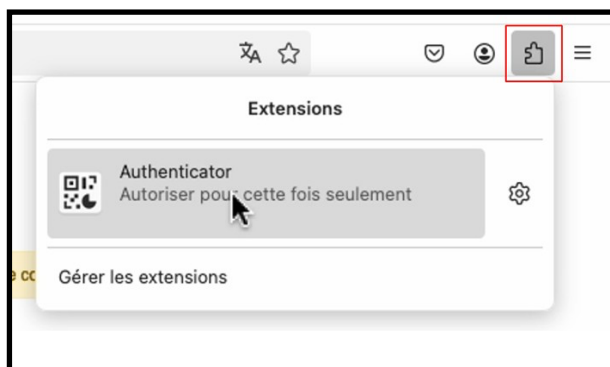 Extensions
Authenticator
Autoriser pour cette fois seulement
Gérer les extensions